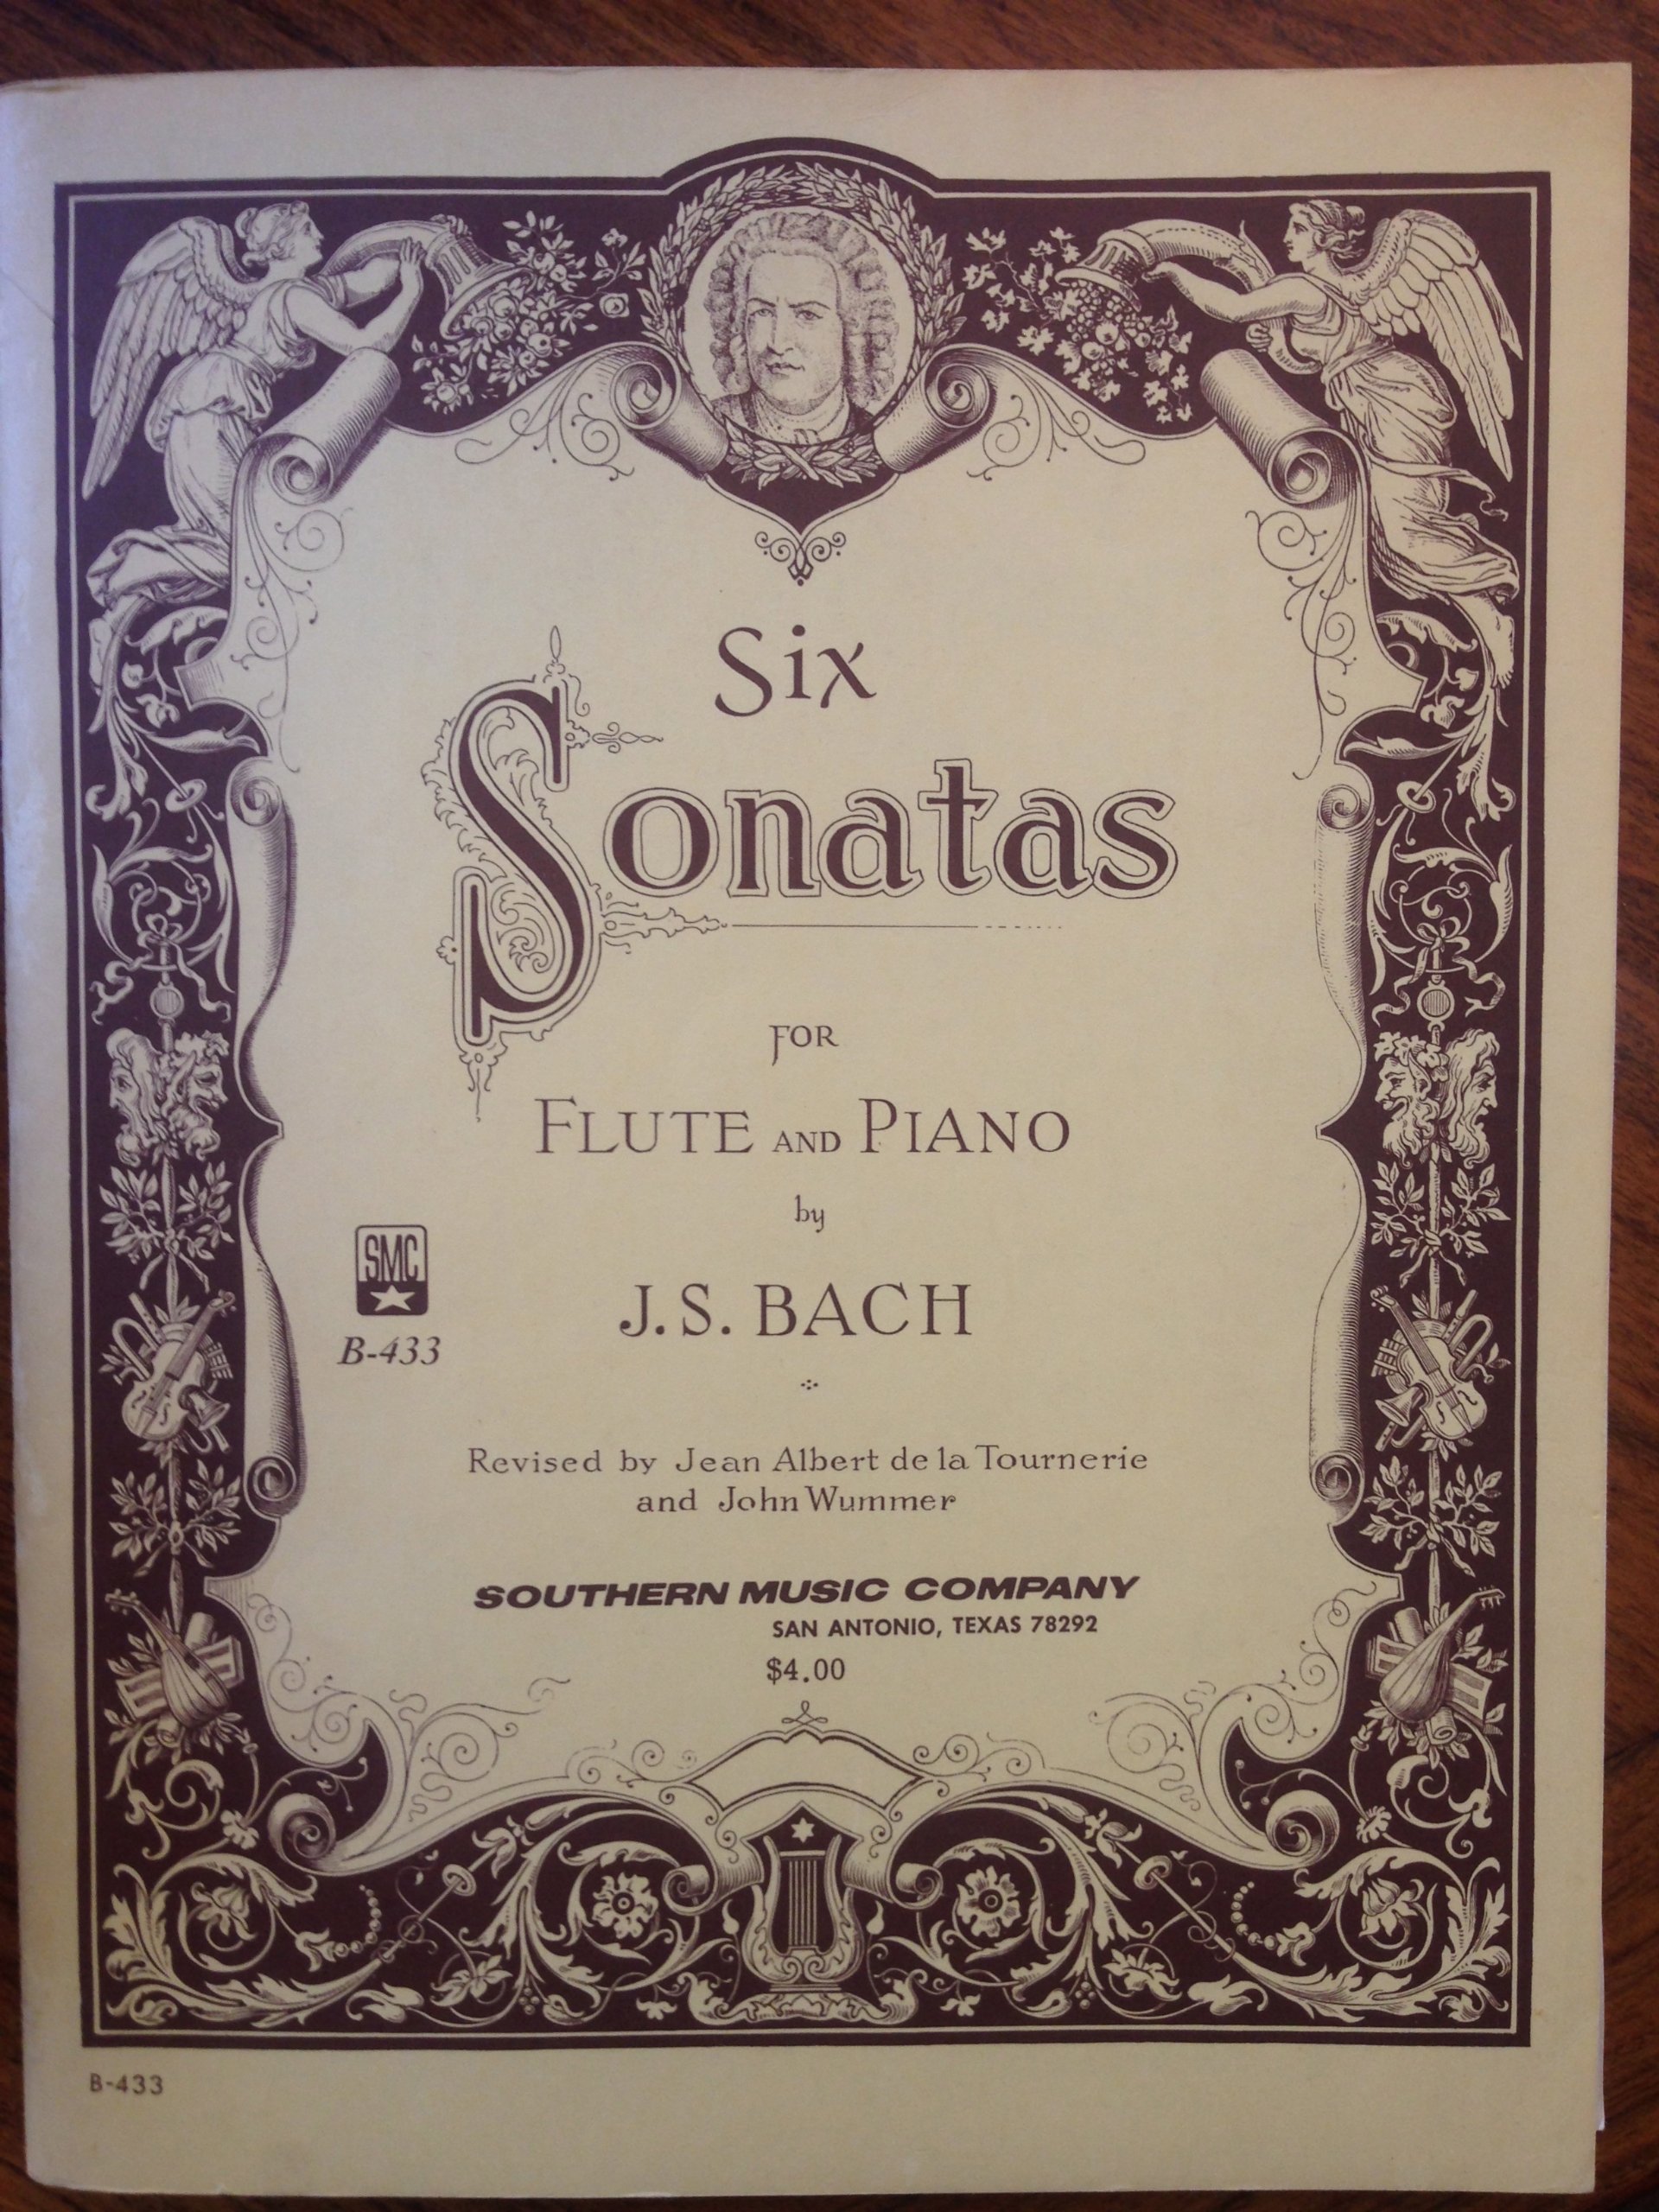 Six
Sonatas
FOR
FLUTE AND PIANO
by
J. S. BACH
SMC
B-433
Revised by Jean Albert de la Tournerie
and John Wummer
SOUTHERN MUSIC COMPANY
SAN ANTONIO, TEXAS 78292
$4.00
B-433